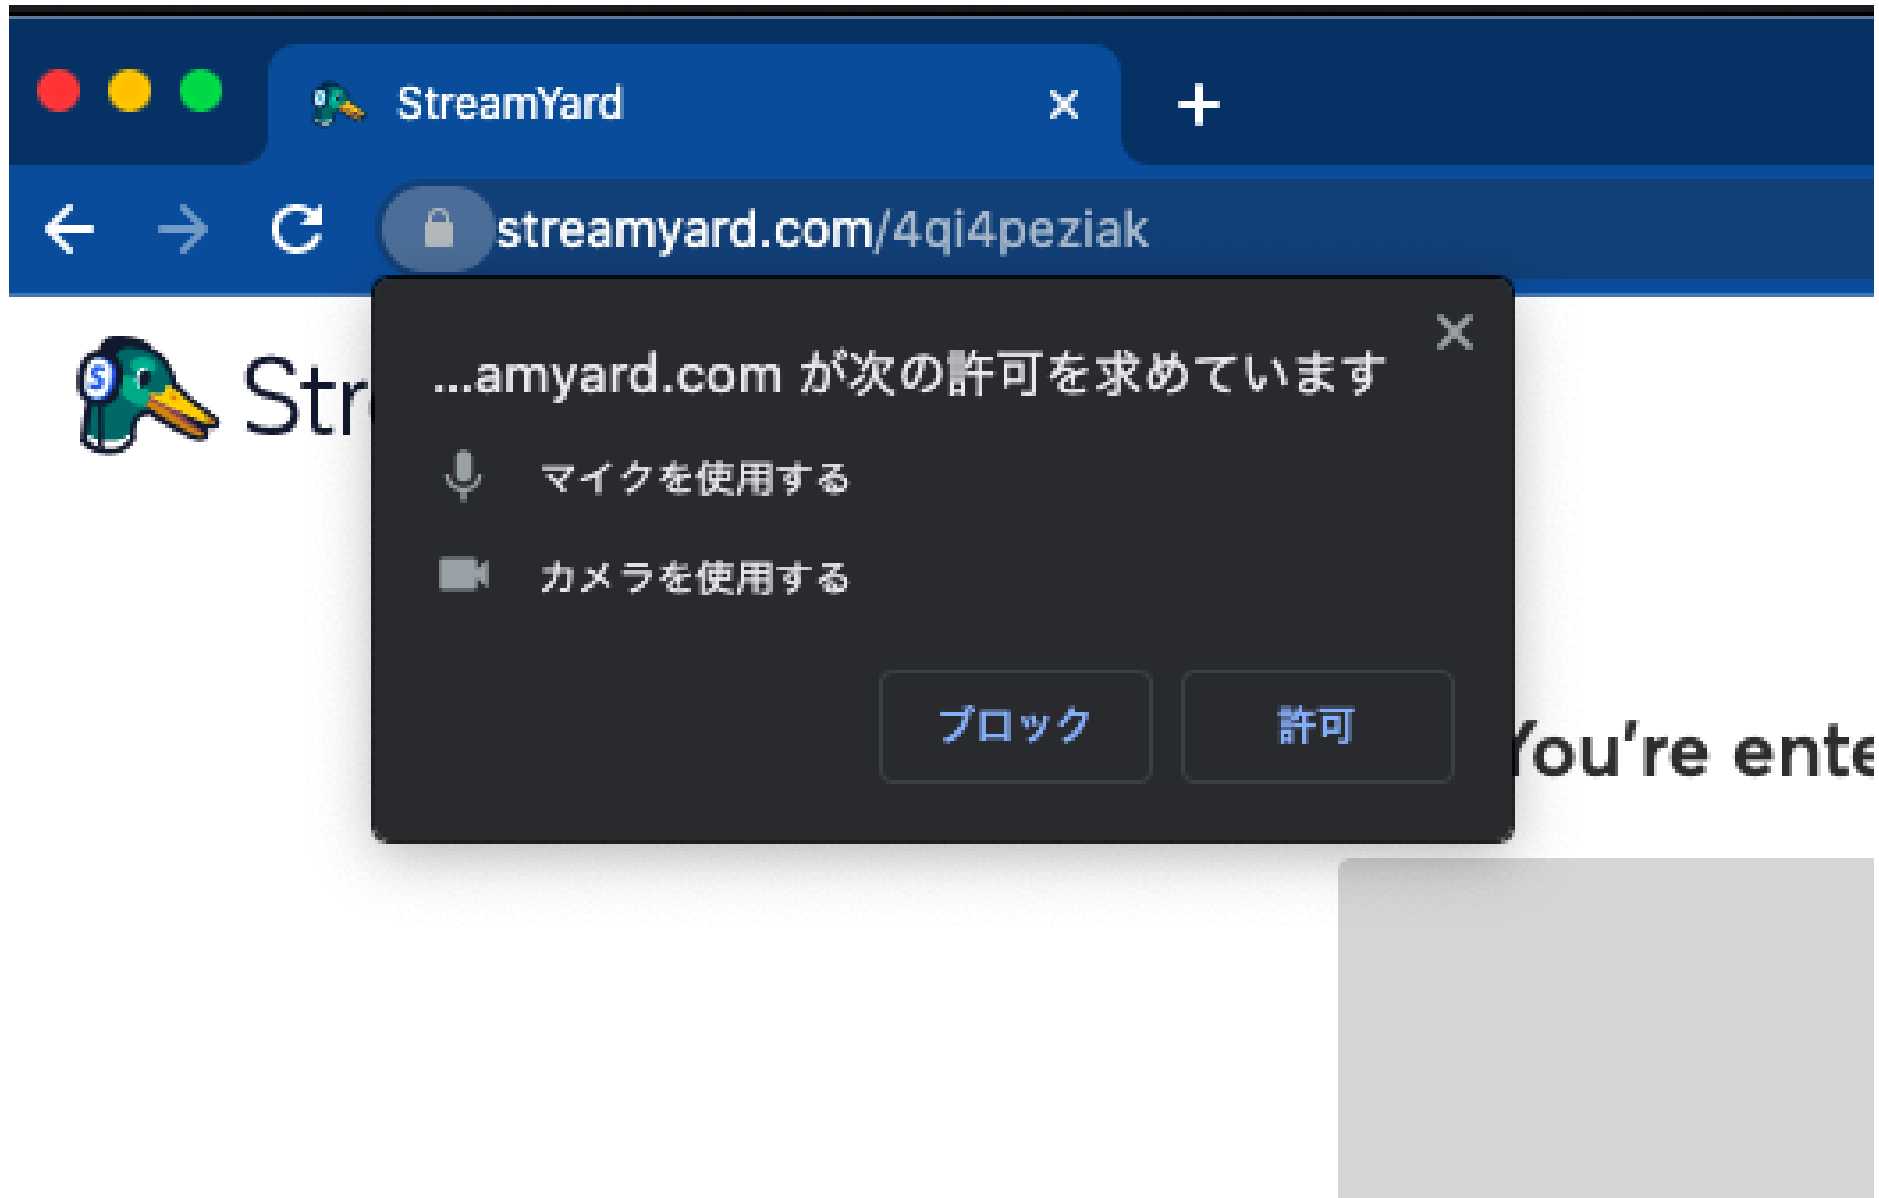 StreamYard
streamyard.com/4qi4peziak
S
Str
...amyard.com が次の許可を求めています
マイクを使用する
カメラを使用する
ブロック 許可
You're ente